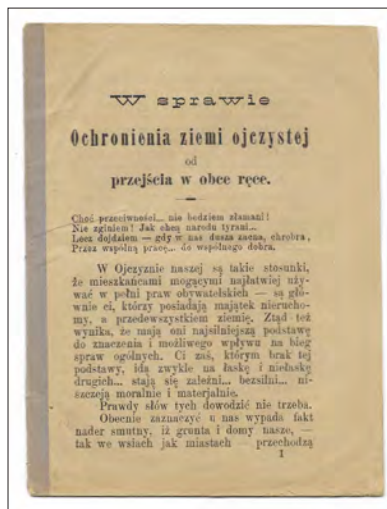 W sprawie
Ochronienia ziemi ojczystej
od
przejścia w obce ręce.
Choć przeciwności... nie będziem złamani!
Nie zginiem! Jak chcą narodu tyrani...
Lecz dojdziem — gdy w nas dusza zacna, chrobra,
Przez wspólną pracę... do wspólnego dobra.
W Ojczyznie naszej są takie stosunki,
że mieszkańcami mogącymi najłatwiej uży-
wać w pełni praw obywatelskich — są głó-
wnie ci, którzy posiadają majątek nierucho-
my, a przedewszystkiem ziemię. Ztąd też
wynika, że mają oni najsilniejszą podstawę
do znaczenia i możliwego wpływu na bieg
spraw ogólnych. Ci zaś, którym brak tej
podstawy, idą zwykle na łaskę i niełaskę
drugich... stają się zależni... bezsilni... ni-
szczeją moralnie i materjalnie.
Prawdy słów tych dowodzić nie trzeba.
Obecnie zaznaczyć u nas wypada fakt
nader smutny, iż grunta i domy nasze, —
tak we wsiach jak miastach — przechodzą
1